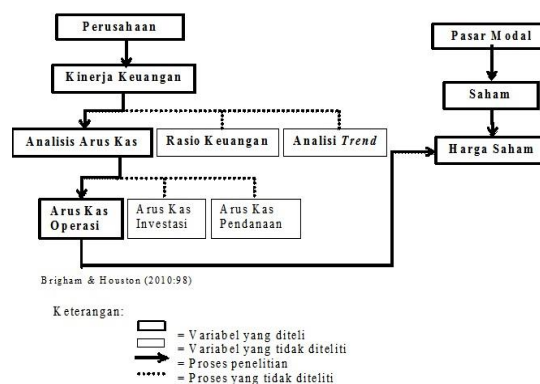 Perusahaan
Pasar Modal
Kinerja Keuangan
Saham
Analisis Arus Kas
Rasio Keuangan
Analisi Trend
Harga Saham
Arus Kas
Operasi
Arus Kas
Investasi
Arus Kas
Pendanaan
Brigham & Houston (2010:98)
Keterangan:
= Variabel yang diteli
= Variabel yang tidak diteliti
= Proses penelitian
= Proses yang tidak diteliti